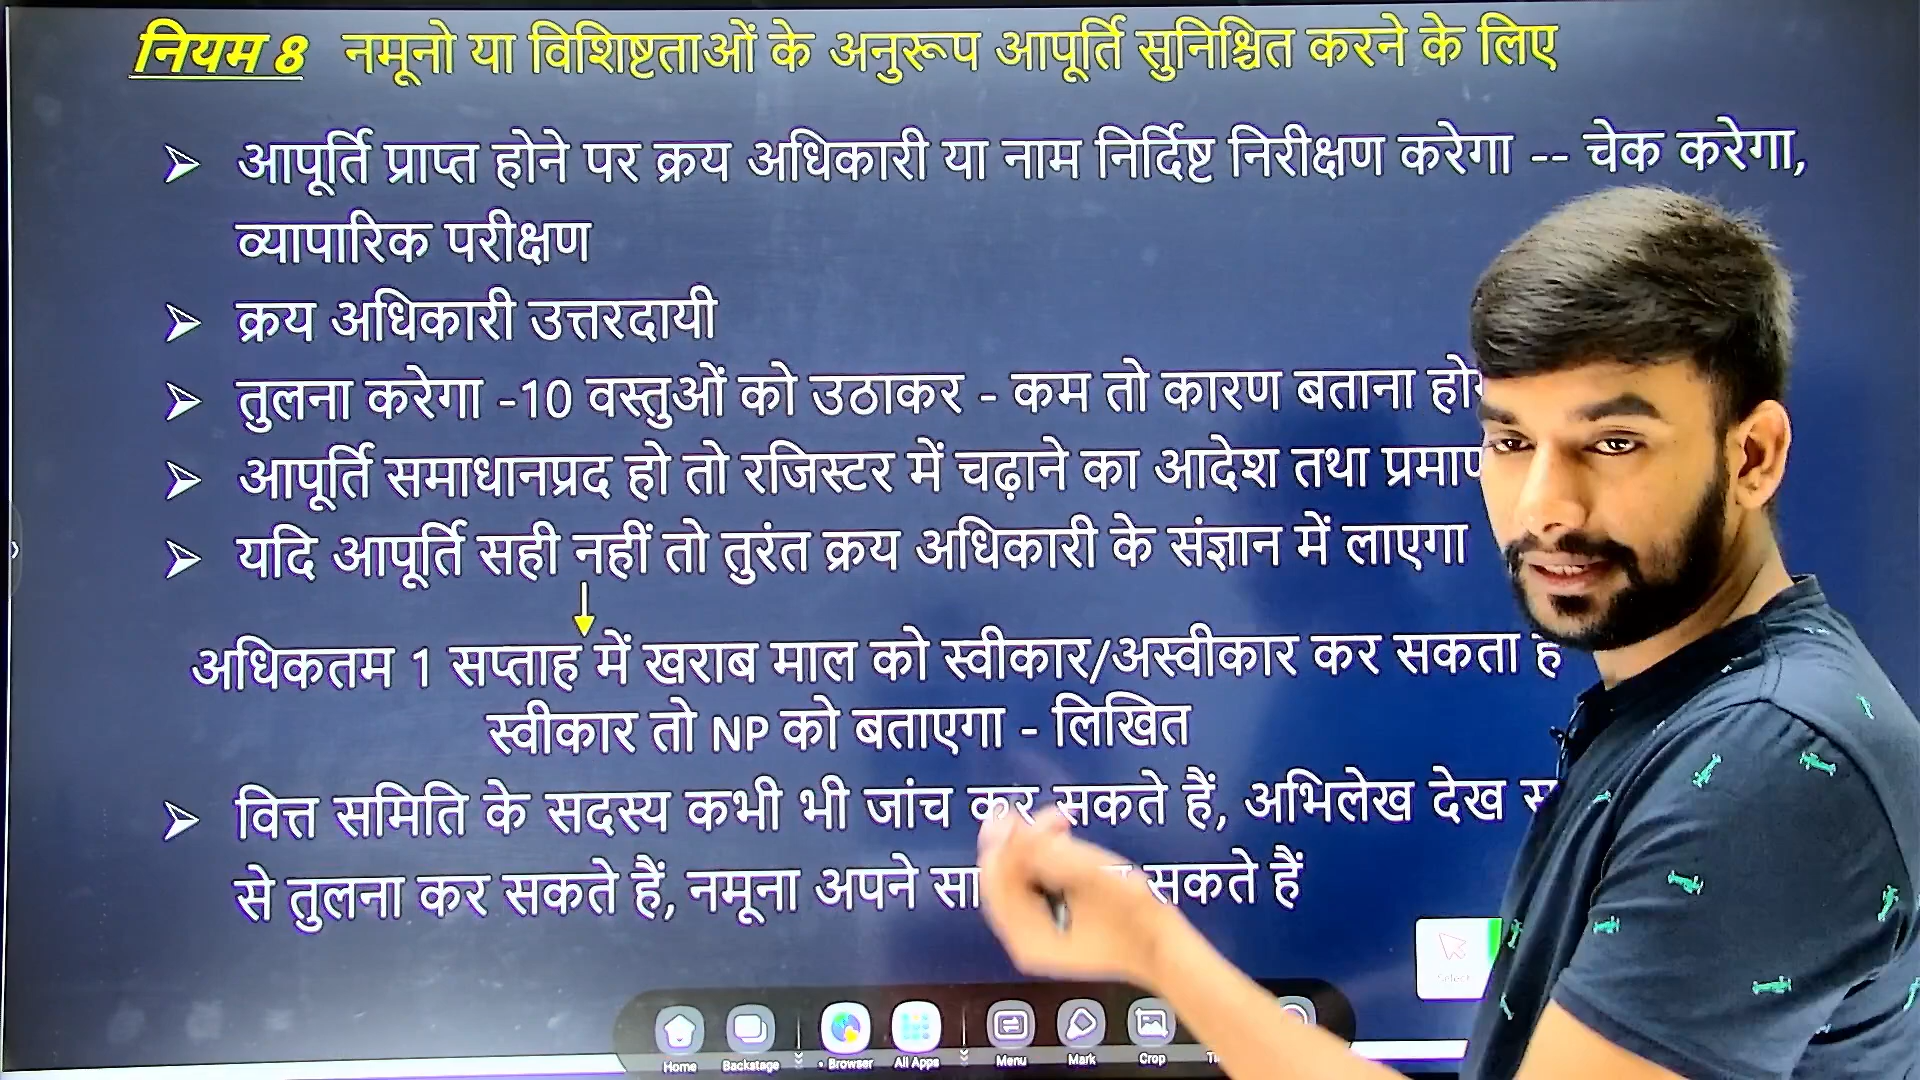 नियम 8 नमूनो या विशिष्टताओं के अनुरूप आपूर्ति सुनिश्चित करने के लिए
➢ आपूर्ति प्राप्त होने पर क्रय अधिकारी या नाम निर्दिष्ट निरीक्षण करेगा -- चेक करेगा,
व्यापारिक परीक्षण
➢ क्रय अधिकारी उत्तरदायी
➢ तुलना करेगा -10 वस्तुओं को उठाकर - कम तो कारण बताना
➢ आपूर्ति समाधानप्रद हो तो रजिस्टर में चढ़ाने का आदेश तथा
➢ यदि आपूर्ति सही नहीं तो तुरंत क्रय अधिकारी के संज्ञान में लाएगा
अधिकतम 1 सप्ताह में खराब माल को स्वीकार/अस्वीकार कर सकता है
स्वीकार तो NP को बताएगा - लिखित
➢ वित्त समिति के सदस्य कभी भी जांच कर सकते हैं, अभिलेख देख
से तुलना कर सकते हैं, नमूना अपने सकते हैं
Select
Home Backstage Browser All Apps Menu Mark Crop